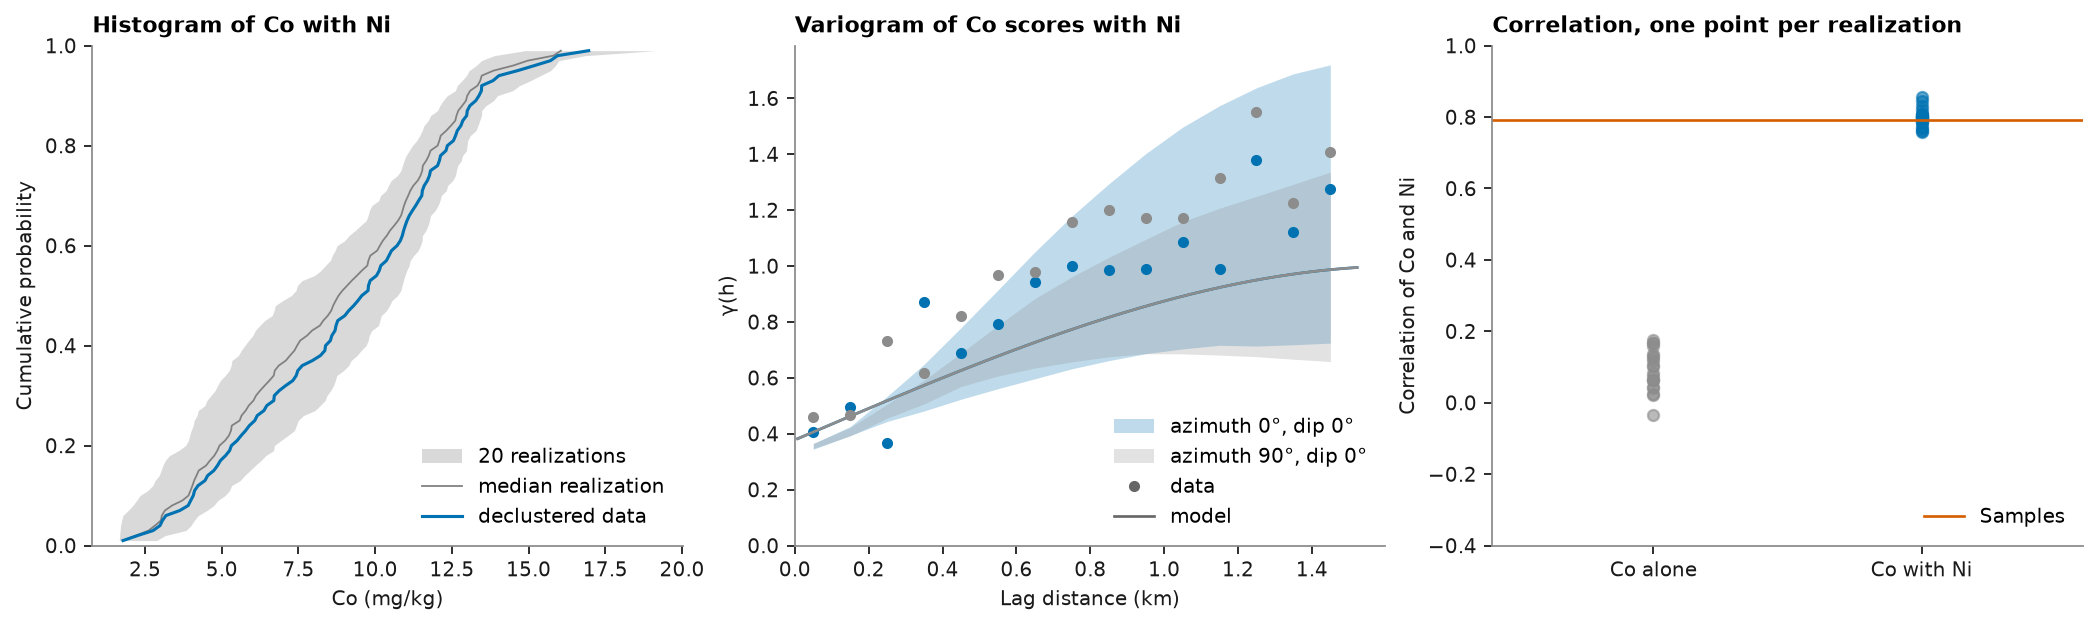 Histogram of Co with Ni
1.0
0.8
0.6
0.4
0.2
0.0
Cumulative probability
2.5 5.0 7.5 10.0 12.5 15.0 17.5 20.0
Co (mg/kg)
20 realizations
median realization
declustered data
Variogram of Co scores with Ni
1.6
1.4
1.2
1.0
0.8
0.6
0.4
0.2
0.0
γ(h)
0.0 0.2 0.4 0.6 0.8 1.0 1.2 1.4
Lag distance (km)
azimuth 0°, dip 0°
azimuth 90°, dip 0°
data
model
Correlation, one point per realization
1.0
0.8
0.6
0.4
0.2
0.0
−0.2
−0.4
Correlation of Co and Ni
Co alone Co with Ni
Samples